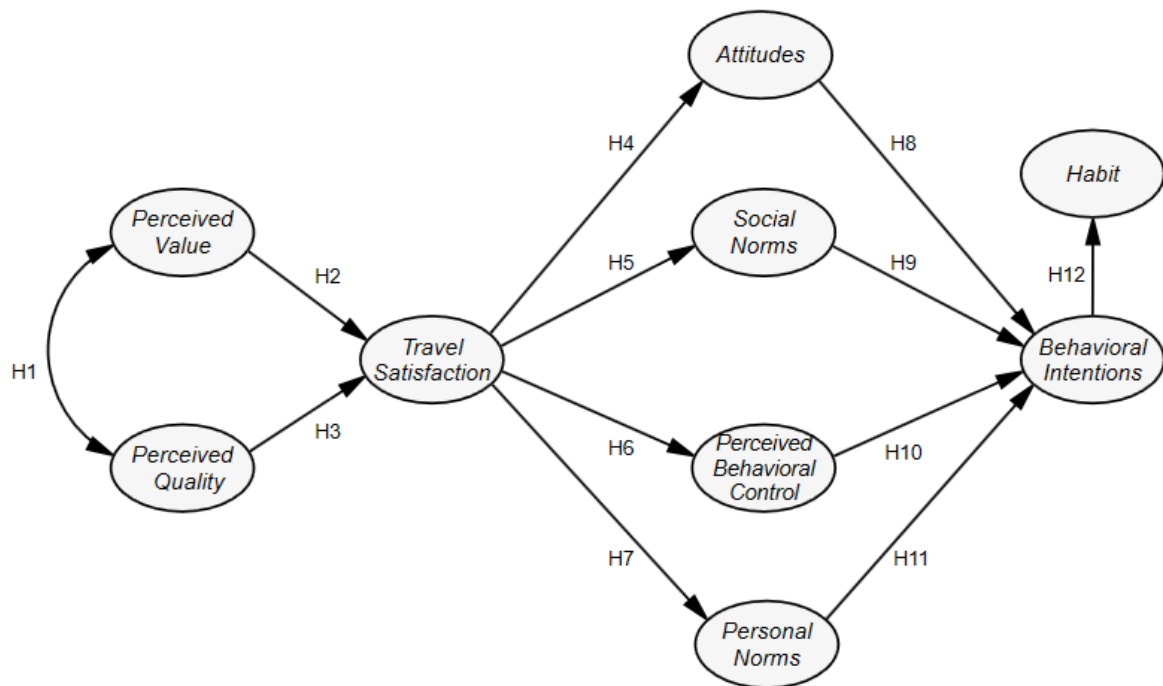 Attitudes
H4
H8
Habit
Perceived
Value
Social
Norms
H2
H5
H9
H12
H1
Travel
Satisfaction
Behavioral
Intentions
H3
H6
H10
Perceived
Quality
Perceived
Behavioral
Control
H7
H11
Personal
Norms